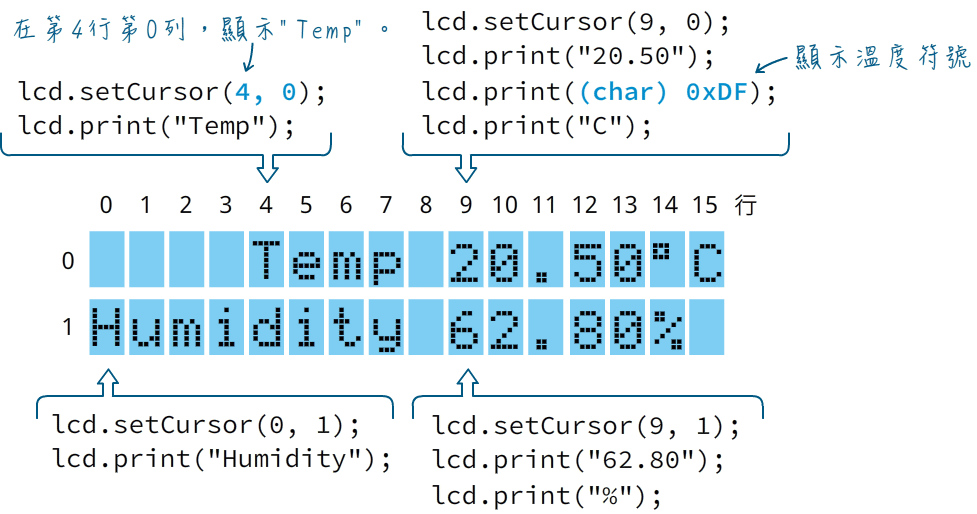 在第4行第0列，顯示"Temp"。
lcd.setCursor(4, 0);
lcd.print("Temp");
lcd.setCursor(9, 0);
lcd.print("20.50");
lcd.print((char) 0xDF);
lcd.print("C");
顯示溫度符號
0 1 2 3 4 5 6 7 8 9 10 11 12 13 14 15 行
0 Temp 20.50°C
1 Humidity 62.80%
lcd.setCursor(0, 1);
lcd.print("Humidity");
lcd.setCursor(9, 1);
lcd.print("62.80");
lcd.print("%");